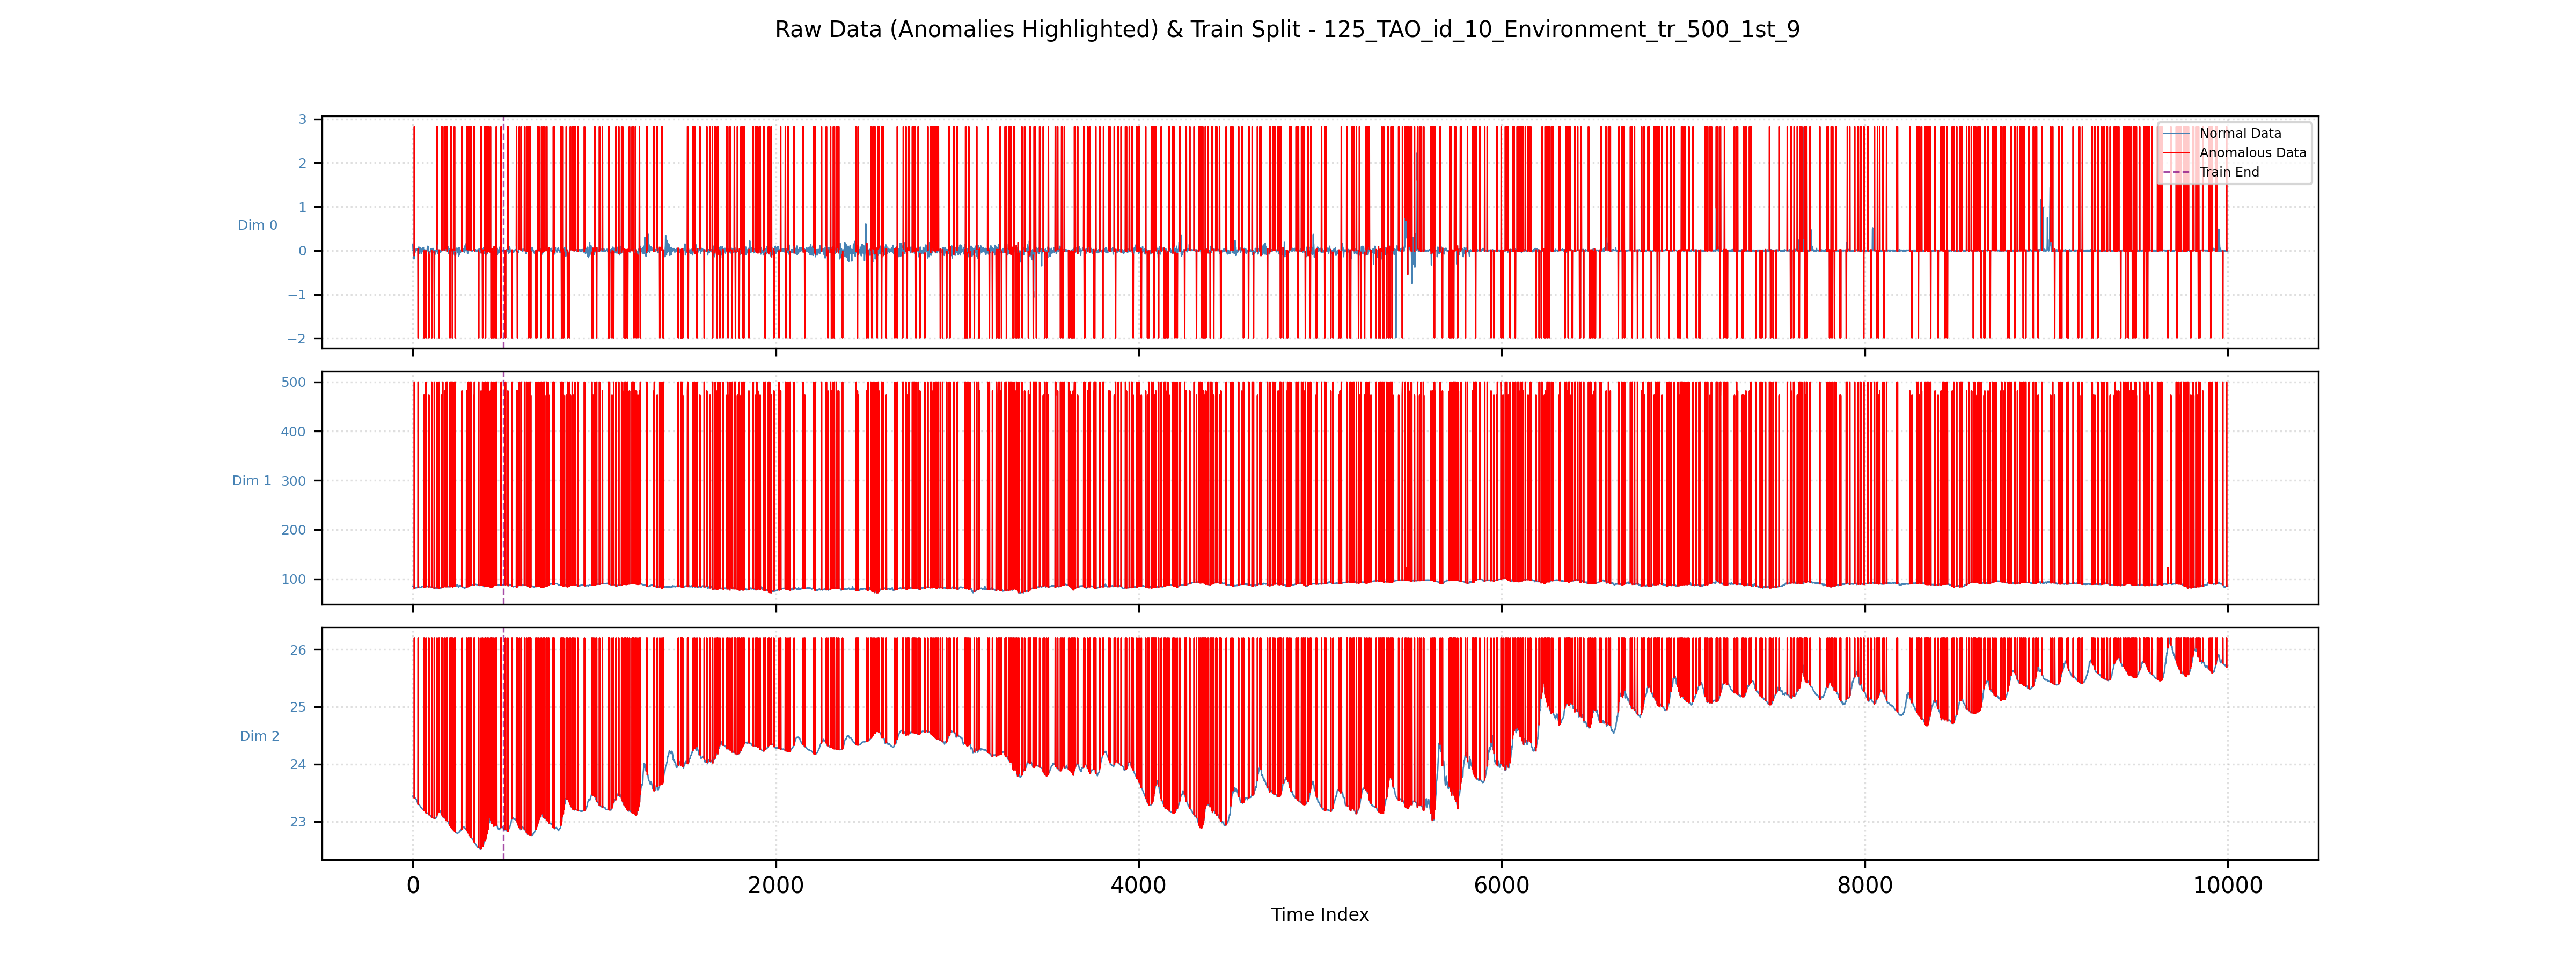 Raw Data (Anomalies Highlighted) & Train Split - 125_TAO_id_10_Environment_tr_500_1st_9
3
2
1
0
−1
−2
Dim 0
Normal Data
Anomalous Data
Train End
500
400
300
200
100
Dim 1
26
25
24
23
Dim 2
0 2000 4000 6000 8000 10000
Time Index